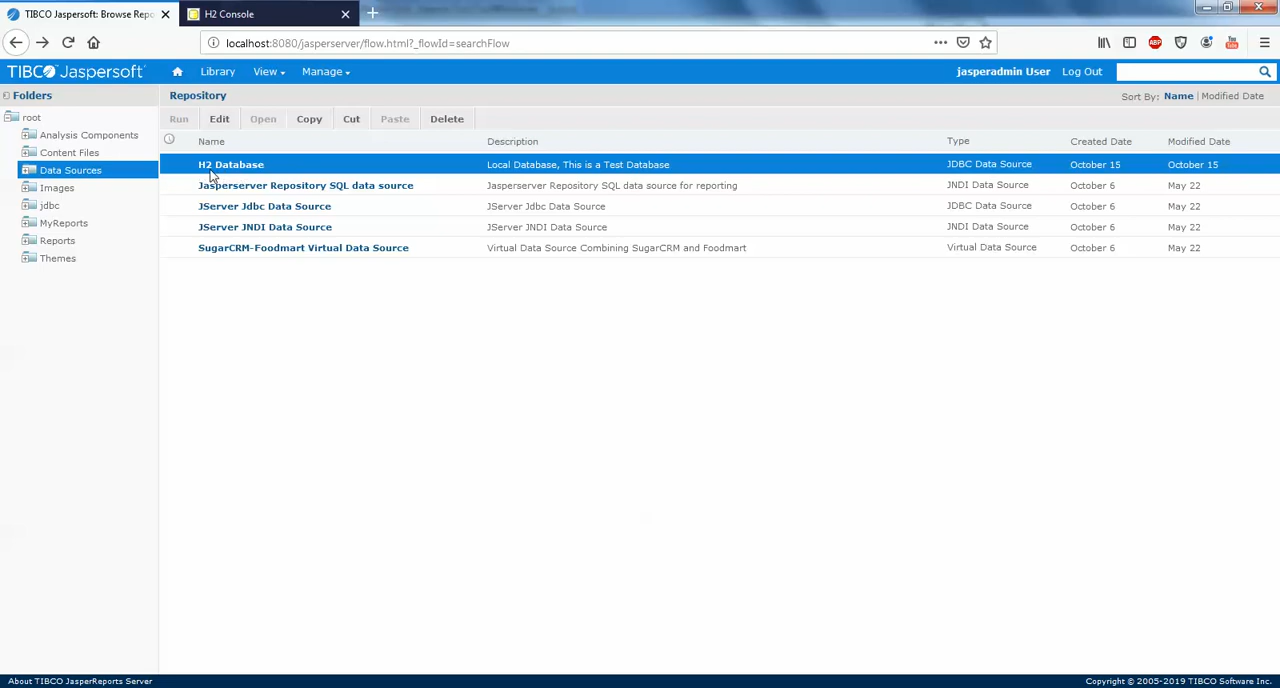 TIBCO Jaspersoft: Browse Repo
H2 Console
localhost:8080/jasperserver/flow.html?_flowId=searchFlow
TIBCO Jaspersoft
Library
View
Manage
jasperadmin User
Log Out
Folders
Repository
Sort By: Name | Modified Date
root
Analysis Components
Content Files
Data Sources
Images
jdbc
MyReports
Reports
Themes
Run Edit Open Copy Cut Paste Delete
Name Description Type Created Date Modified Date
H2 Database Local Database, This is a Test Database JDBC Data Source October 15 October 15
Jasperserver Repository SQL data source Jasperserver Repository SQL data source for reporting JNDI Data Source October 6 May 22
JServer Jdbc Data Source JServer Jdbc Data Source JDBC Data Source October 6 May 22
JServer JNDI Data Source JServer JNDI Data Source JNDI Data Source October 6 May 22
SugarCRM-Foodmart Virtual Data Source Virtual Data Source Combining SugarCRM and Foodmart Virtual Data Source October 6 May 22
About TIBCO JasperReports Server
Copyright © 2005-2019 TIBCO Software Inc.